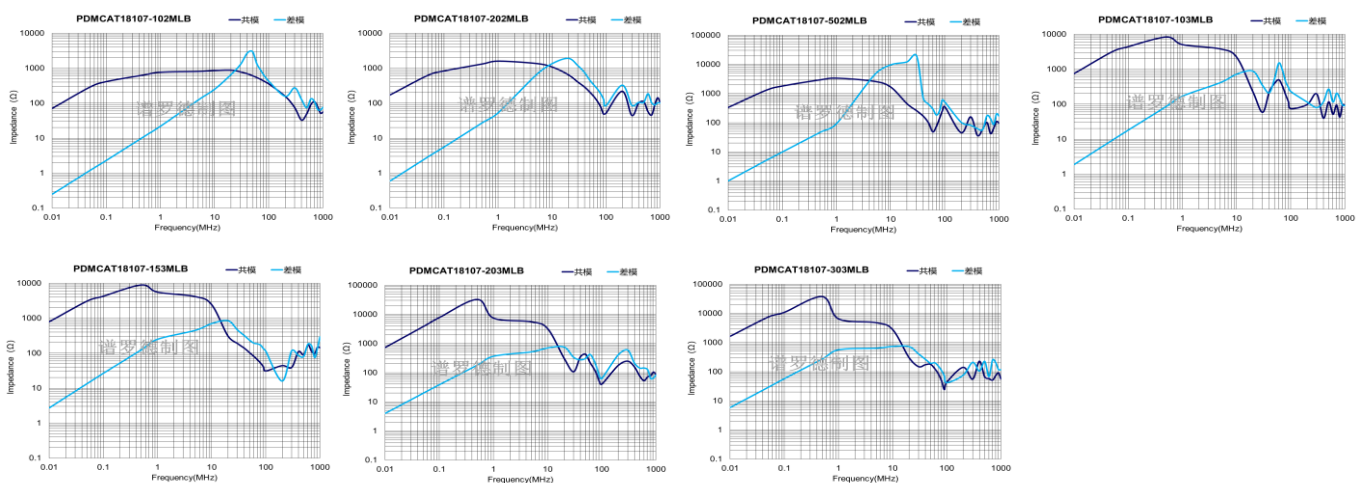 PDMCAT18107-102MLB
共模
差模
Impedance (Ω)
10000
1000
100
10
1
0.1
0.01
0.1
1
10
100
1000
Frequency(MHz)
谱罗德制图
PDMCAT18107-202MLB
共模
差模
Impedance (Ω)
10000
1000
100
10
1
0.1
0.01
0.1
1
10
100
1000
Frequency(MHz)
谱罗德制图
PDMCAT18107-502MLB
共模
差模
Impedance (Ω)
100000
10000
1000
100
10
1
0.1
0.01
0.1
1
10
100
1000
Frequency(MHz)
谱罗德制图
PDMCAT18107-103MLB
共模
差模
Impedance (Ω)
10000
1000
100
10
1
0.1
0.01
0.1
1
10
100
1000
Frequency(MHz)
谱罗德制图
PDMCAT18107-153MLB
共模
差模
Impedance (Ω)
10000
1000
100
10
1
0.1
0.01
0.1
1
10
100
1000
Frequency(MHz)
谱罗德制图
PDMCAT18107-203MLB
共模
差模
Impedance (Ω)
100000
10000
1000
100
10
1
0.1
0.01
0.1
1
10
100
1000
Frequency(MHz)
谱罗德制图
PDMCAT18107-303MLB
共模
差模
Impedance (Ω)
100000
10000
1000
100
10
1
0.1
0.01
0.1
1
10
100
1000
Frequency(MHz)
谱罗德制图